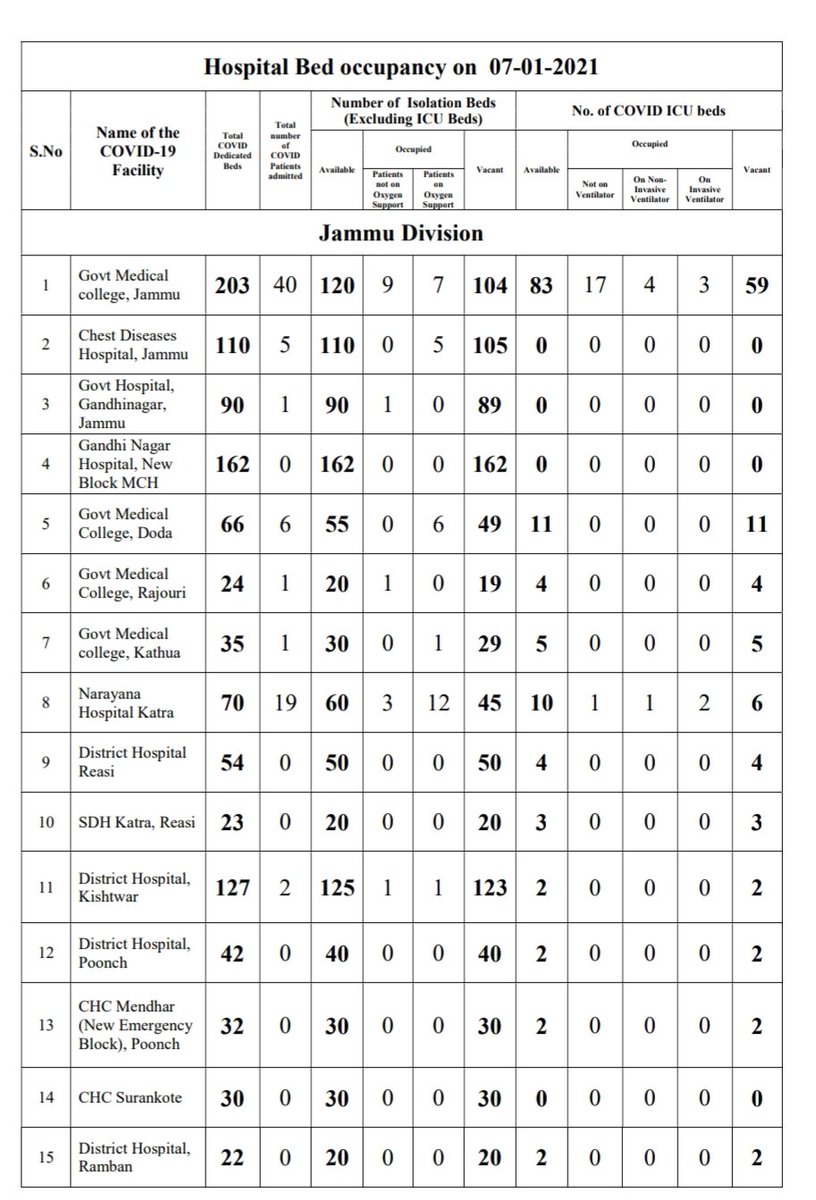 Hospital Bed occupancy on 07-01-2021
S.No
Name of the
COVID-19
Facility
Total
COVID
Dedicated
Beds
Total
number
of
COVID
Patients
admitted
Number of Isolation Beds
(Excluding ICU Beds)
No. of COVID ICU beds
Available
Occupied
Vacant
Available
Occupied
Vacant
Patients
not on
Oxygen
Support
Patients
on
Oxygen
Support
Not on
Ventilator
On Non-
Invasive
Ventilator
On
Invasive
Ventilator
Jammu Division
1 Govt Medical
college, Jammu 203 40 120 9 7 104 83 17 4 3 59
2 Chest Diseases
Hospital, Jammu 110 5 110 0 5 105 0 0 0 0 0
3 Govt Hospital,
Gandhinagar,
Jammu 90 1 90 1 0 89 0 0 0 0 0
4 Gandhi Nagar
Hospital, New
Block MCH 162 0 162 0 0 162 0 0 0 0 0
5 Govt Medical
College, Doda 66 6 55 0 6 49 11 0 0 0 11
6 Govt Medical
College, Rajouri 24 1 20 1 0 19 4 0 0 0 4
7 Govt Medical
college, Kathua 35 1 30 0 1 29 5 0 0 0 5
8 Narayana
Hospital Katra 70 19 60 3 12 45 10 1 1 2 6
9 District Hospital
Reasi 54 0 50 0 0 50 4 0 0 0 4
10 SDH Katra, Reasi 23 0 20 0 0 20 3 0 0 0 3
11 District Hospital,
Kishtwar 127 2 125 1 1 123 2 0 0 0 2
12 District Hospital,
Poonch 42 0 40 0 0 40 2 0 0 0 2
13 CHC Mendhar
(New Emergency
Block), Poonch 32 0 30 0 0 30 2 0 0 0 2
14 CHC Surankote 30 0 30 0 0 30 0 0 0 0 0
15 District Hospital,
Ramban 22 0 20 0 0 20 2 0 0 0 2